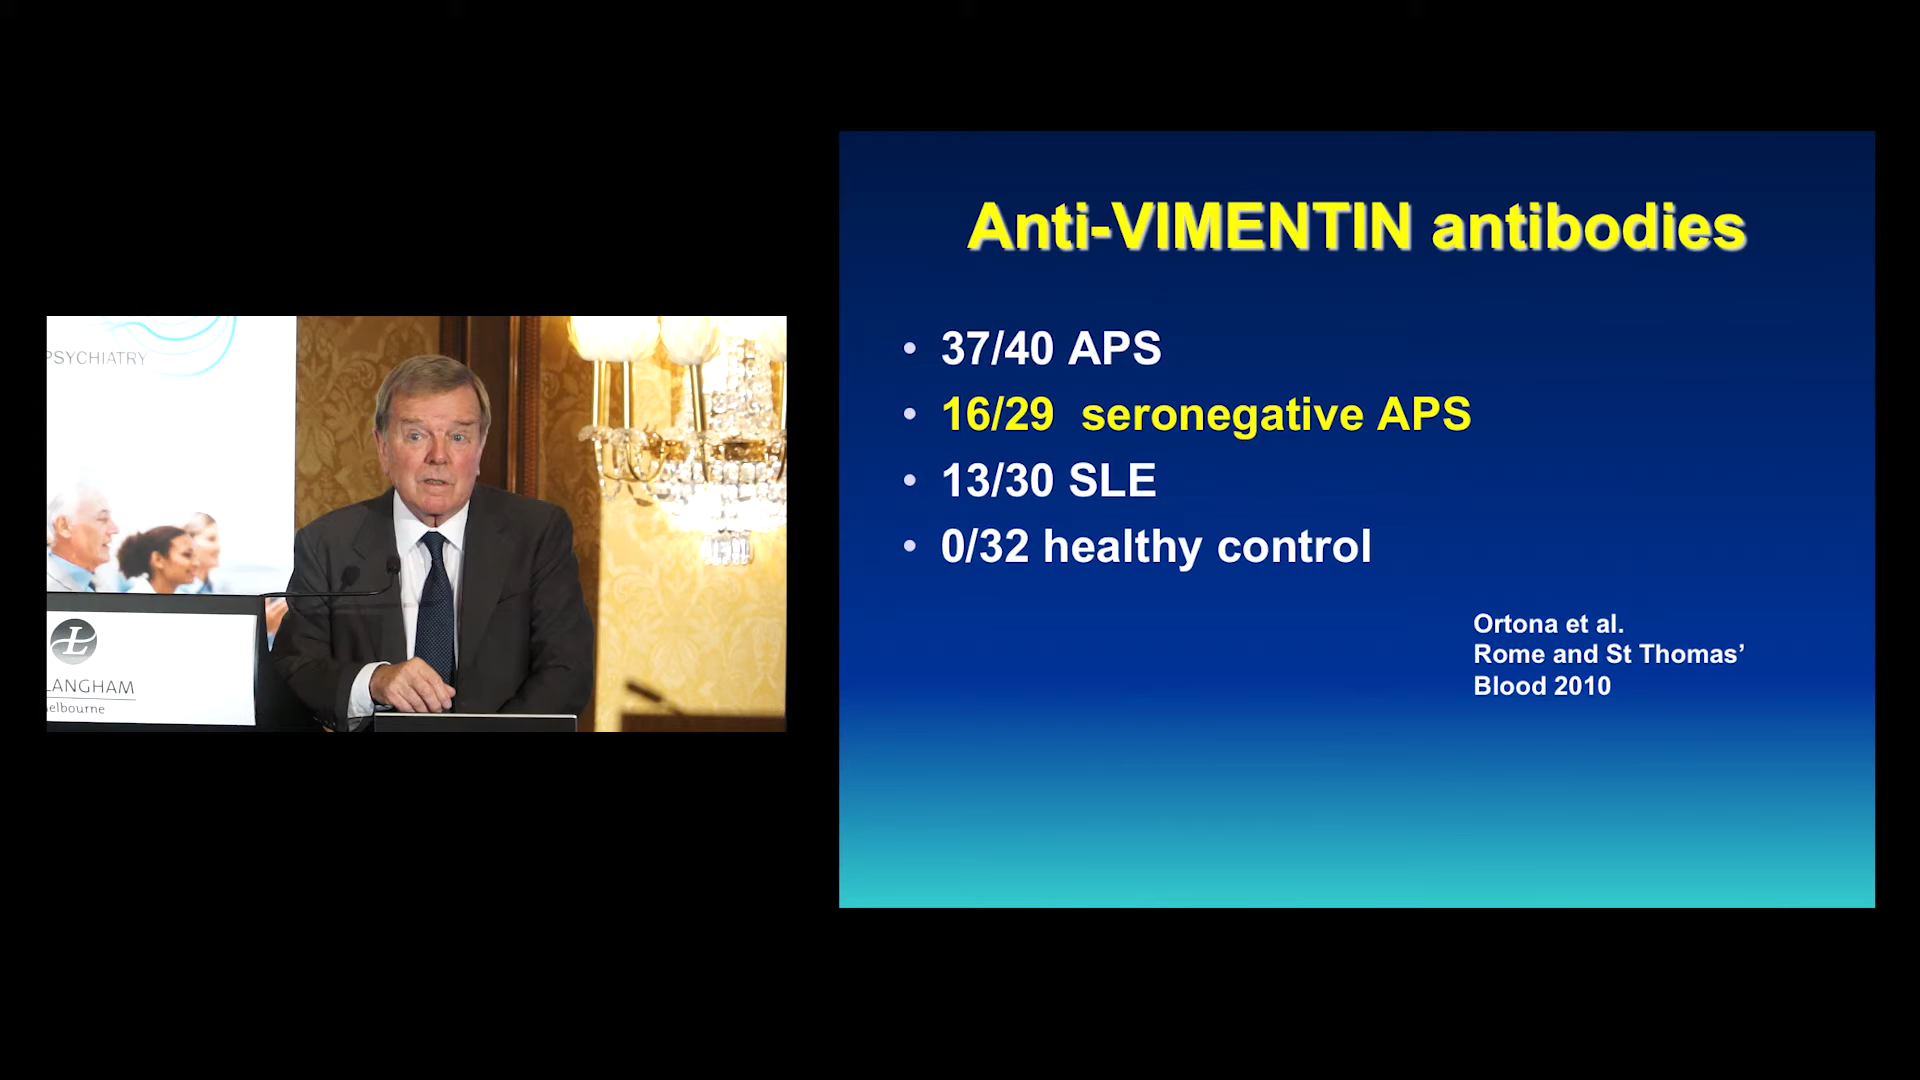 PSYCHIATRY
L
LANGHAM
elbourne
Anti-VIMENTIN antibodies
• 37/40 APS
• 16/29 seronegative APS
• 13/30 SLE
• 0/32 healthy control
Ortona et al.
Rome and St Thomas’
Blood 2010